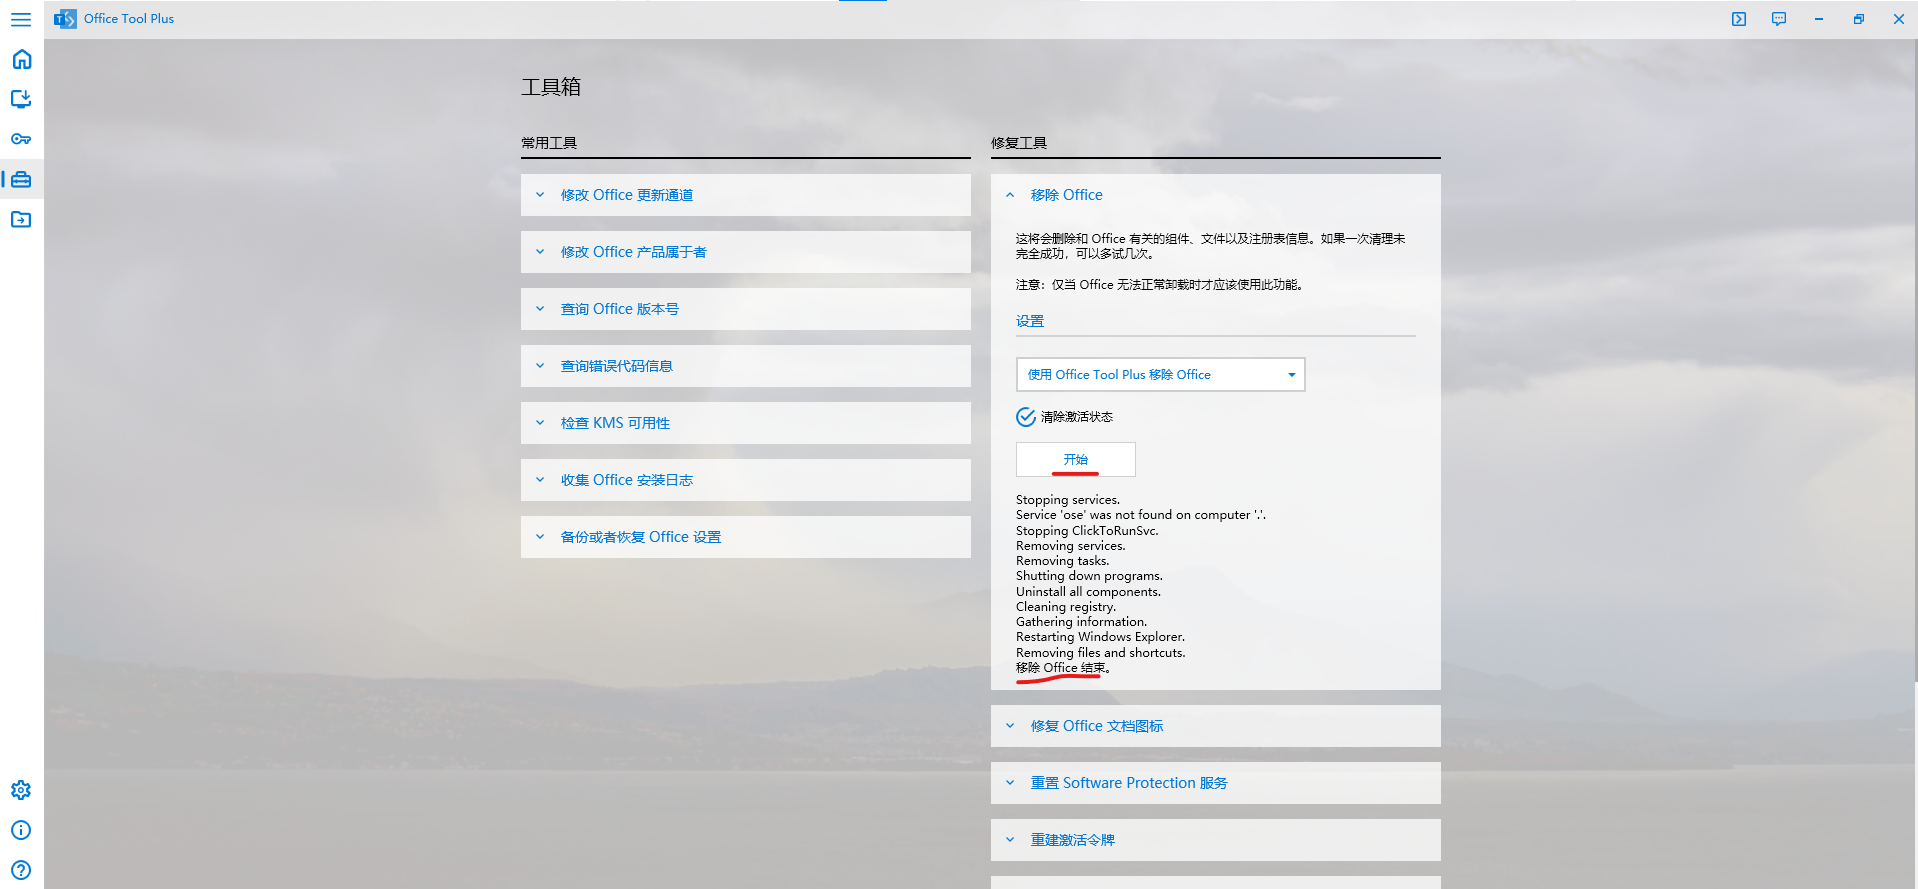 Office Tool Plus
工具箱
常用工具
修改 Office 更新通道
修改 Office 产品属于者
查询 Office 版本号
查询错误代码信息
检查 KMS 可用性
收集 Office 安装日志
备份或者恢复 Office 设置
修复工具
移除 Office
这将会删除和 Office 有关的组件、文件以及注册表信息。如果一次清理未
完全成功，可以多试几次。
注意：仅当 Office 无法正常卸载时才应该使用此功能。
设置
使用 Office Tool Plus 移除 Office
清除激活状态
开始
Stopping services.
Service 'ose' was not found on computer '.'.
Stopping ClickToRunSvc.
Removing services.
Removing tasks.
Shutting down programs.
Uninstall all components.
Cleaning registry.
Gathering information.
Restarting Windows Explorer.
Removing files and shortcuts.
移除 Office 结束。
修复 Office 文档图标
重置 Software Protection 服务
重建激活令牌